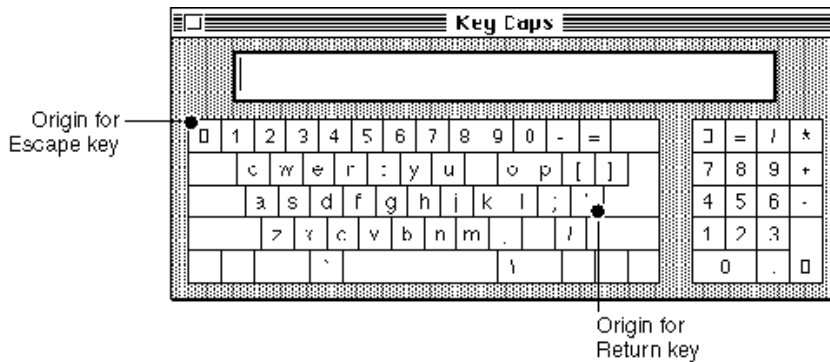 Key Caps
Origin for
Escape key
1 2 3 4 5 6 7 8 9 0 - = = / *
w e r y u o p [ ] 7 8 9 +
a s d f g h j k l ; ' 4 5 6 -
z x c v b n m . / 1 2 3
` \ 0 .
Origin for
Return key